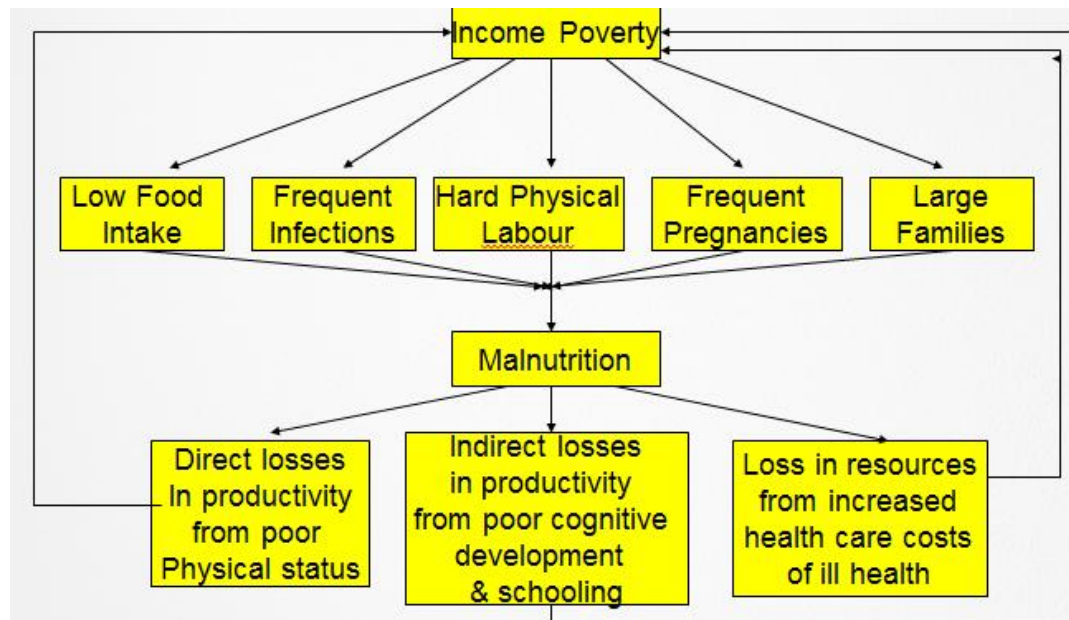 Income Poverty
Low Food
Intake
Frequent
Infections
Hard Physical
Labour
Frequent
Pregnancies
Large
Families
Malnutrition
Direct losses
In productivity
from poor
Physical status
Indirect losses
in productivity
from poor cognitive
development
& schooling
Loss in resources
from increased
health care costs
of ill health